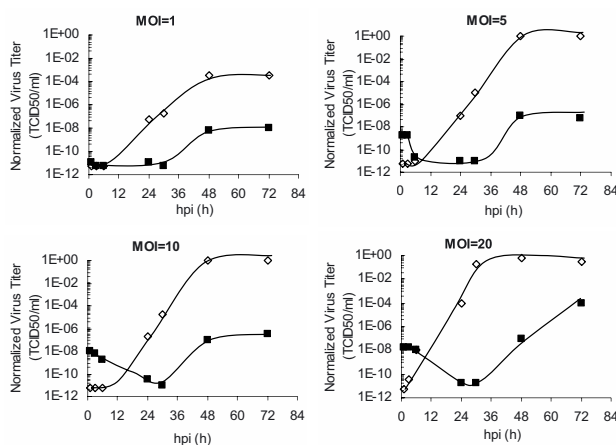 MOI=1
Normalized Virus Titer
(TCID50/ml)
1E+00
1E-02
1E-04
1E-06
1E-08
1E-10
1E-12
0 12 24 36 48 60 72 84
hpi (h)
MOI=5
Normalized Virus Titer
(TCID50/ml)
1E+00
1E-02
1E-04
1E-06
1E-08
1E-10
1E-12
0 12 24 36 48 60 72 84
hpi (h)
MOI=10
Normalized Virus Titer
(TCID50/ml)
1E+00
1E-02
1E-04
1E-06
1E-08
1E-10
1E-12
0 12 24 36 48 60 72 84
hpi (h)
MOI=20
Normalized Virus Titer
(TCID50/ml)
1E+00
1E-02
1E-04
1E-06
1E-08
1E-10
1E-12
0 12 24 36 48 60 72 84
hpi (h)